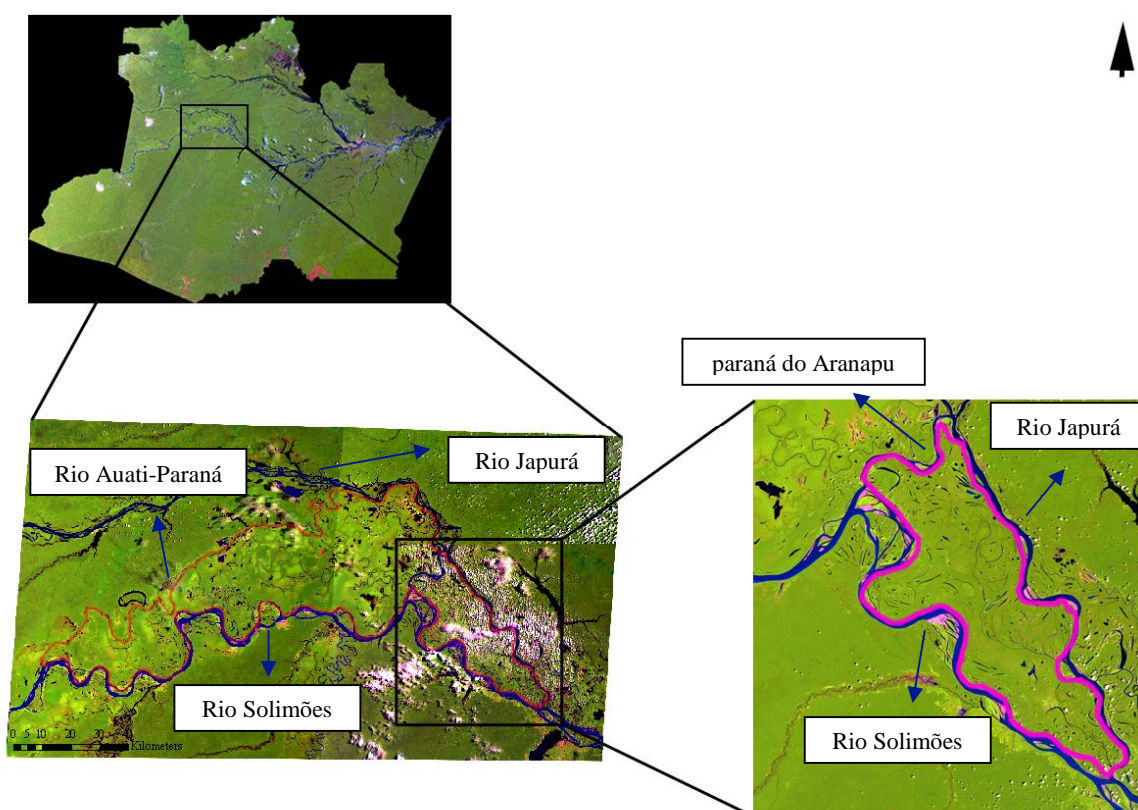 paraná do Aranapu
Rio Japurá
Rio Auati-Paraná
Rio Japurá
Rio Solimões
Rio Solimões
0 5 10 20 30 40
Kilometers